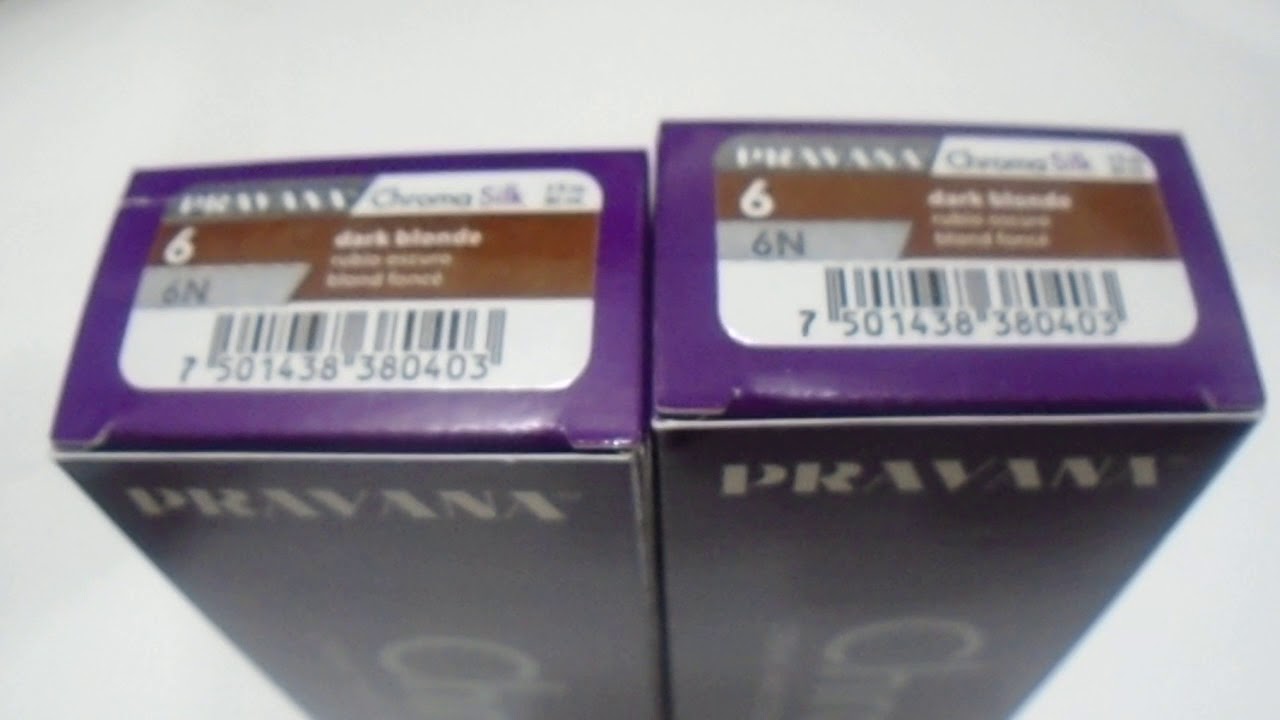 PRAVANA Chroma Silk
6 dark blonde
rubio oscuro
6N blond foncé
7 501438 380403
PRAVANA
PRAVANA Chroma Silk
6 dark blonde
rubio oscuro
6N blond foncé
7 501438 380403
PRAVANA